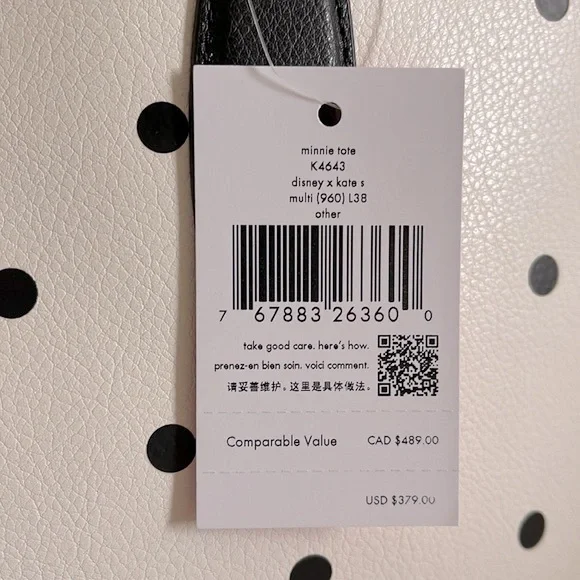 minnie tote
K4643
disney x kate s
multi (960) L38
other
7 67883 26360 0
take good care. here's how.
prenez-en bien soin. voici comment.
请妥善维护。这里是具体做法。
Comparable Value CAD $489.00
USD $379.00